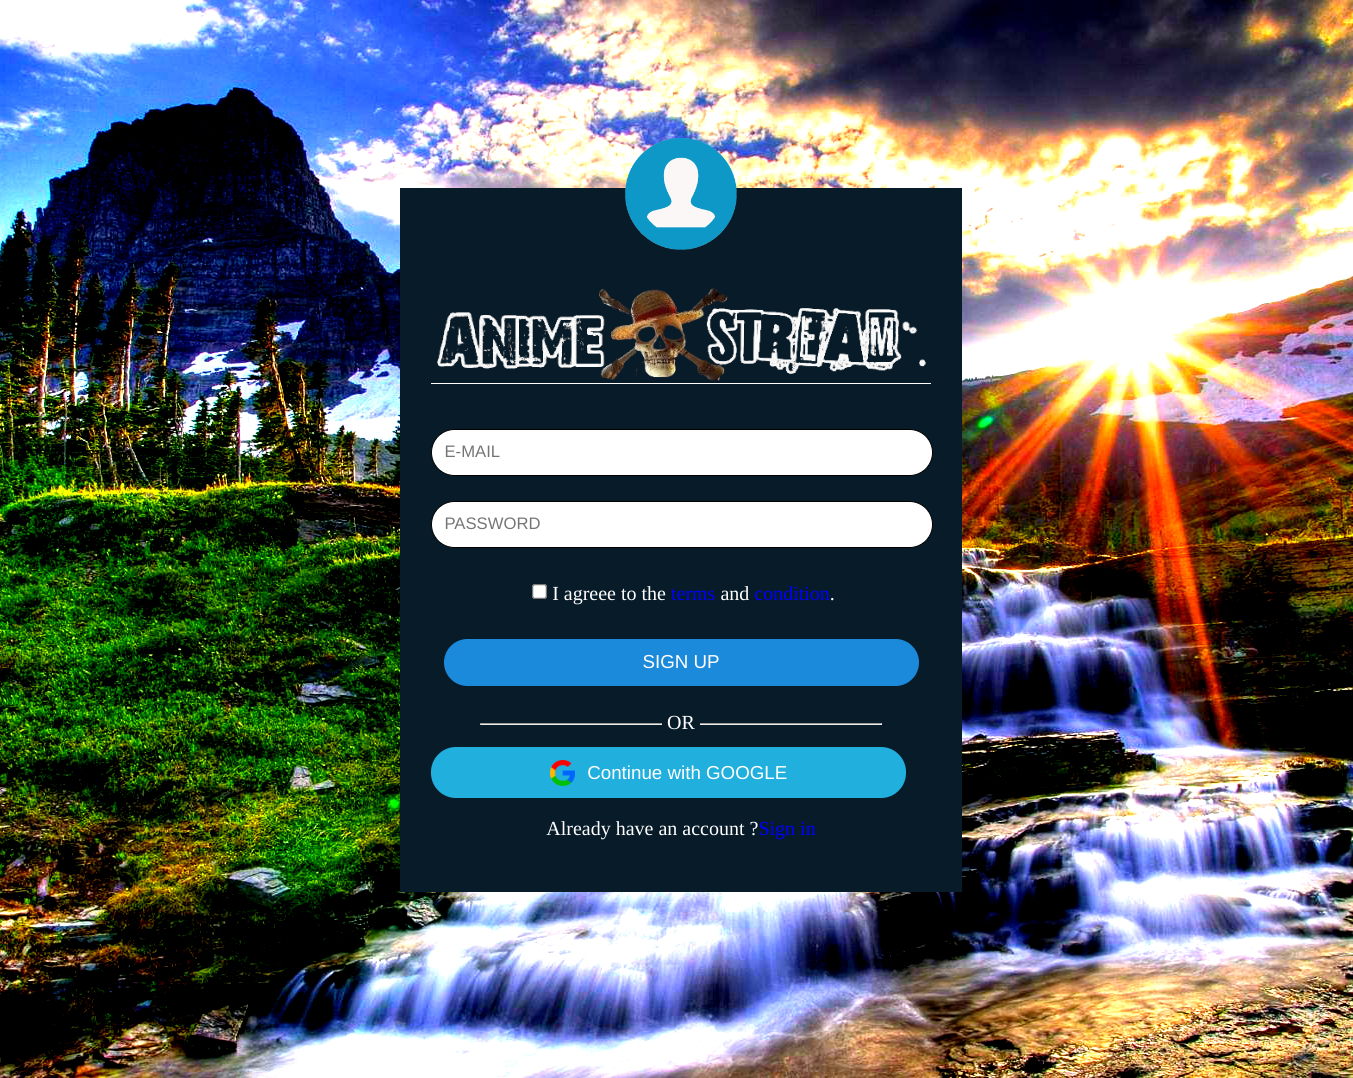 ANIME STREAM
E-MAIL
PASSWORD
I agreee to the terms and condition.
SIGN UP
OR
Continue with GOOGLE
Already have an account ?Sign in